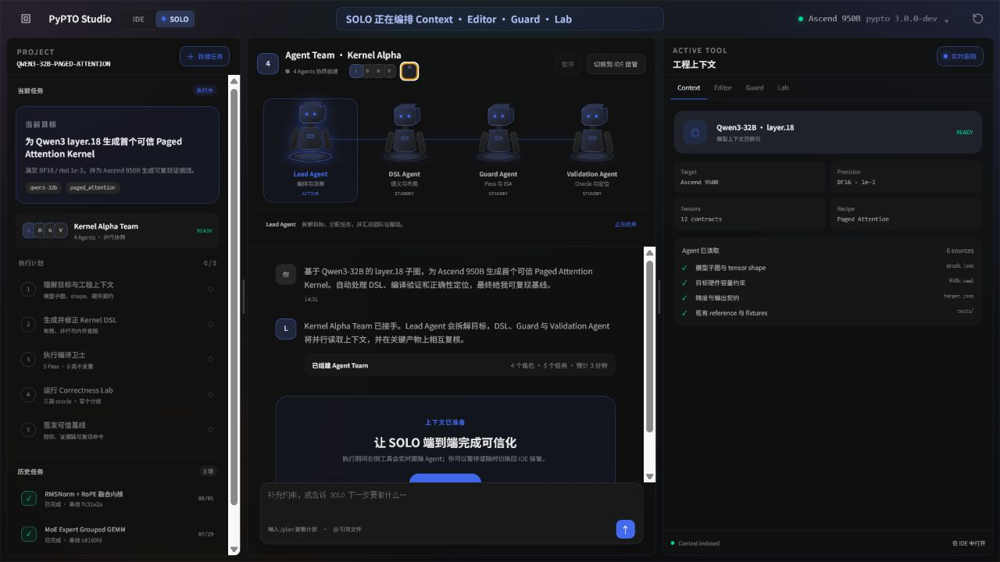 PyPTO Studio
IDE
SOLO
SOLO 正在编排 Context • Editor • Guard • Lab
Ascend 950B pypto 3.0.0-dev
PROJECT
QWEN3-32B-PAGED-ATTENTION
＋ 新建任务
当前任务
执行中
当前目标
为 Qwen3 layer.18 生成首个可信 Paged
Attention Kernel
满足 BF16 / rtol 1e-3，并为 Ascend 950B 生成可复现证据链。
qwen3-32b
paged_attention
L D G V
Kernel Alpha Team
4 Agents • 并行协同
READY
执行计划
0 / 5
1
理解目标与工程上下文
模型子图、shape、硬件契约
2
生成并修正 Kernel DSL
布局、并行与内存意图
3
执行编译卫士
5 Pass • 8 类不变量
4
运行 Correctness Lab
三路 oracle • 首个分歧
5
签发可信基线
指纹、证据链与复现命令
历史任务
3 项
RMSNorm + RoPE 融合内核
已完成 • 基线 7c31e2a
08/01
MoE Expert Grouped GEMM
已完成 • 基线 b8160fd
07/29
4
Agent Team • Kernel Alpha
4 Agents 协同就绪
L D G V
^
暂停
切换到 IDE 接管
Lead Agent
编排与决策
ACTIVE
DSL Agent
语义与布局
STANDBY
Guard Agent
Pass 与 ISA
STANDBY
Validation Agent
Oracle 与定位
STANDBY
Lead Agent
拆解目标、分配任务，并汇总团队证据链。
正在统筹
你
基于 Qwen3-32B 的 layer.18 子图，为 Ascend 950B 生成首个可信 Paged Attention
Kernel。自动处理 DSL、编译验证和正确性定位，最终给我可复现基线。
14:31
L
Kernel Alpha Team 已接手。Lead Agent 会拆解目标，DSL、Guard 与 Validation Agent
将并行读取上下文，并在关键产物上相互复核。
已组建 Agent Team
4 个角色 • 5 个任务 • 预计 3 分钟
上下文已准备
让 SOLO 端到端完成可信化
执行期间右侧工具会实时跟随 Agent；你可以暂停或随时切换回 IDE 接管。
补充约束，或告诉 SOLO 下一步要做什么…
输入 /plan 查看计划
•
@ 引用文件
↑
ACTIVE TOOL
工程上下文
实时跟随
Context
Editor
Guard
Lab
Qwen3-32B • layer.18
模型上下文已索引
READY
Target
Ascend 950B
Precision
BF16 · 1e-3
Tensors
12 contracts
Recipe
Paged Attention
Agent 已读取
6 sources
✓ 模型子图与 tensor shape
graph.json
✓ 目标硬件容量约束
950b.yaml
✓ 精度与输出契约
target.json
✓ 现有 reference 与 fixtures
tests/
Context indexed
在 IDE 中打开